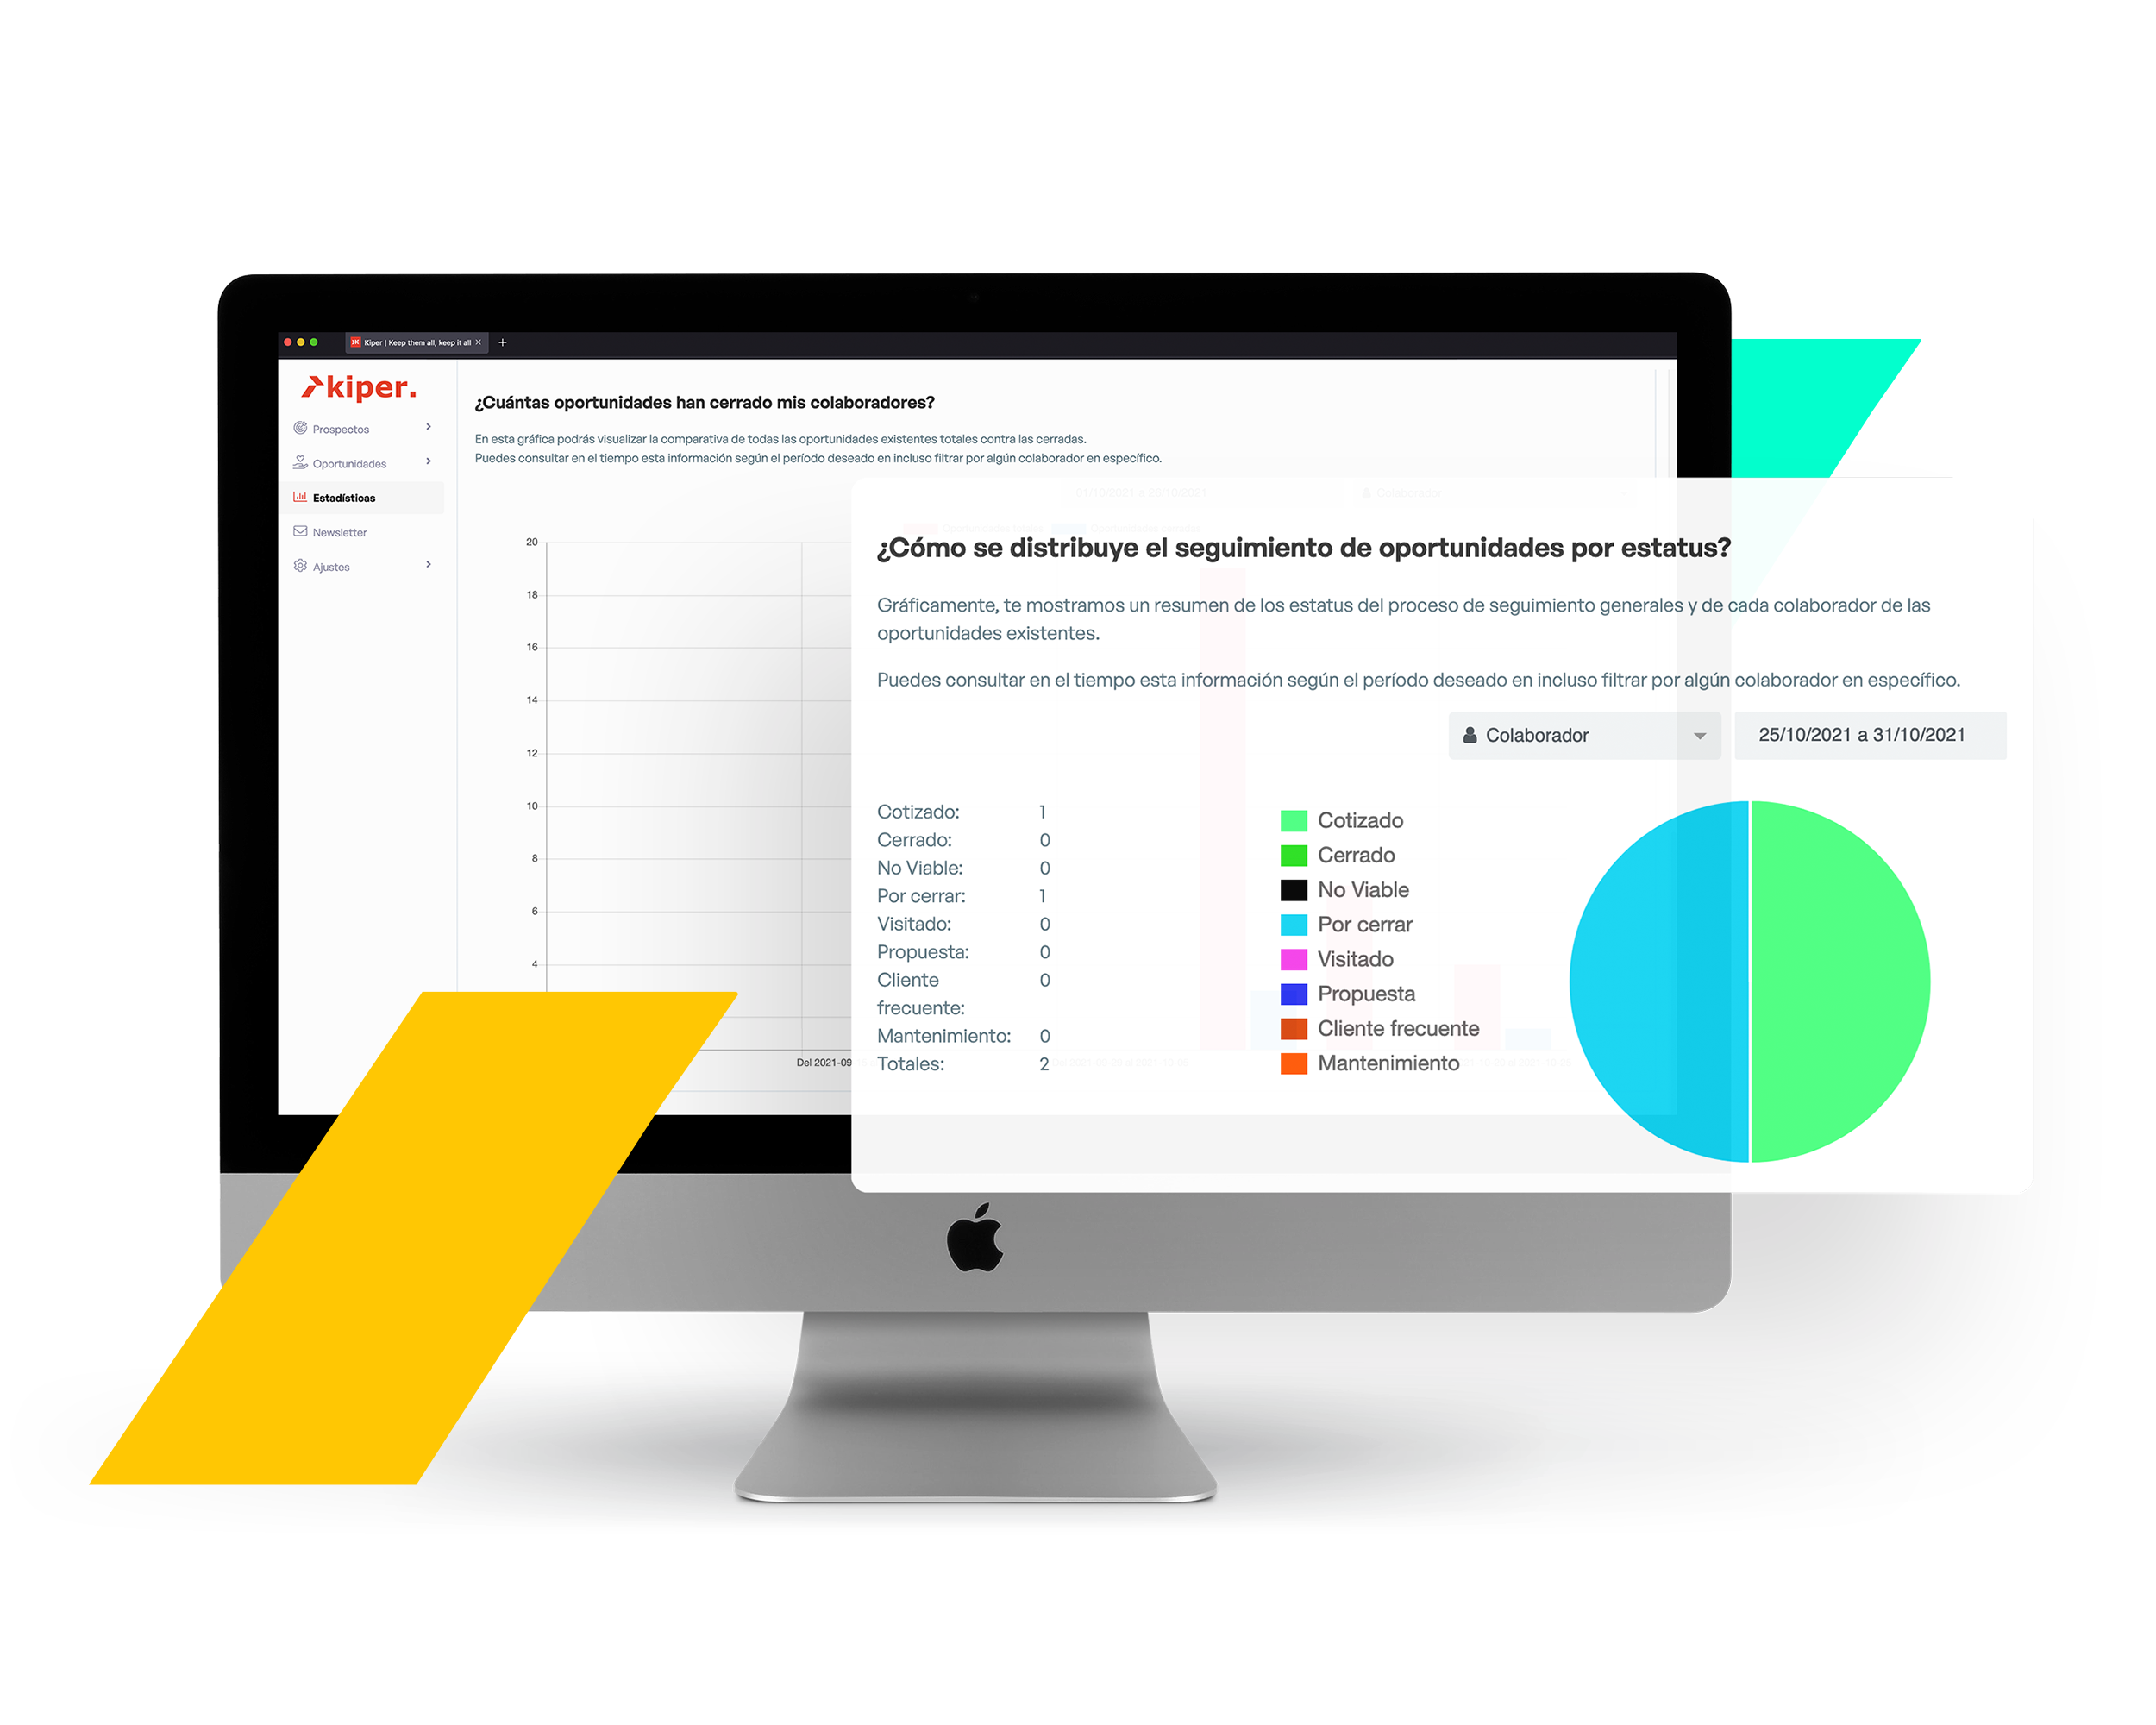 Kiper | Keep them all, keep it all
kiper.
Prospectos
Oportunidades
Estadísticas
Newsletter
Ajustes
¿Cuántas oportunidades han cerrado mis colaboradores?
En esta gráfica podrás visualizar la comparativa de todas las oportunidades existentes totales contra las cerradas.
Puedes consultar en el tiempo esta información según el período deseado en incluso filtrar por algún colaborador en específico.
20
18
16
14
12
10
8
6
4
Del 2021-09
¿Cómo se distribuye el seguimiento de oportunidades por estatus?
Gráficamente, te mostramos un resumen de los estatus del proceso de seguimiento generales y de cada colaborador de las
oportunidades existentes.
Puedes consultar en el tiempo esta información según el período deseado en incluso filtrar por algún colaborador en específico.
Colaborador
25/10/2021 a 31/10/2021
Cotizado: 1
Cerrado: 0
No Viable: 0
Por cerrar: 1
Visitado: 0
Propuesta: 0
Cliente 0
frecuente:
Mantenimiento: 0
Totales: 2
Cotizado
Cerrado
No Viable
Por cerrar
Visitado
Propuesta
Cliente frecuente
Mantenimiento